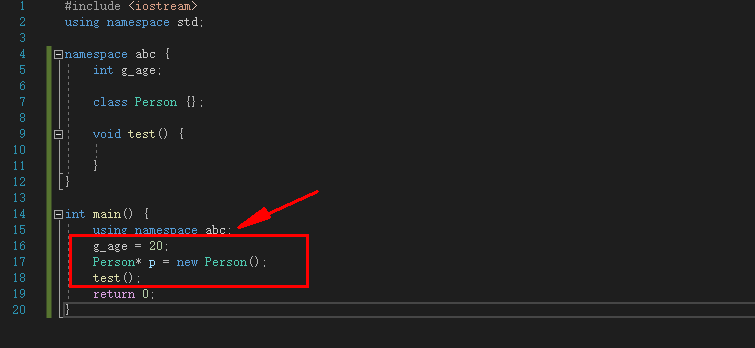 1 #include <iostream>
2 using namespace std;
3
4 namespace abc {
5 int g_age;
6
7 class Person {};
8
9 void test() {
10
11 }
12 }
13
14 int main() {
15 using namespace abc;
16 g_age = 20;
17 Person* p = new Person();
18 test();
19 return 0;
20 }